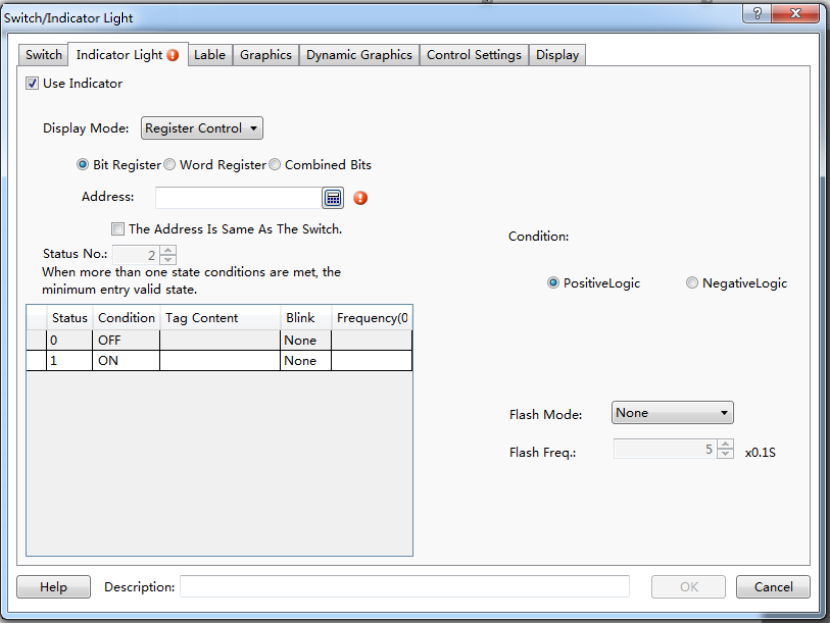 Switch/Indicator Light
?
Switch Indicator Light Lable Graphics Dynamic Graphics Control Settings Display
Use Indicator
Display Mode: Register Control
Bit Register Word Register Combined Bits
Address:
The Address Is Same As The Switch.
Condition:
Status No.: 2
When more than one state conditions are met, the
minimum entry valid state.
PositiveLogic NegativeLogic
Status Condition Tag Content Blink Frequency(0
0 OFF None
1 ON None
Flash Mode: None
Flash Freq.: 5 x0.1S
Help Description: OK Cancel